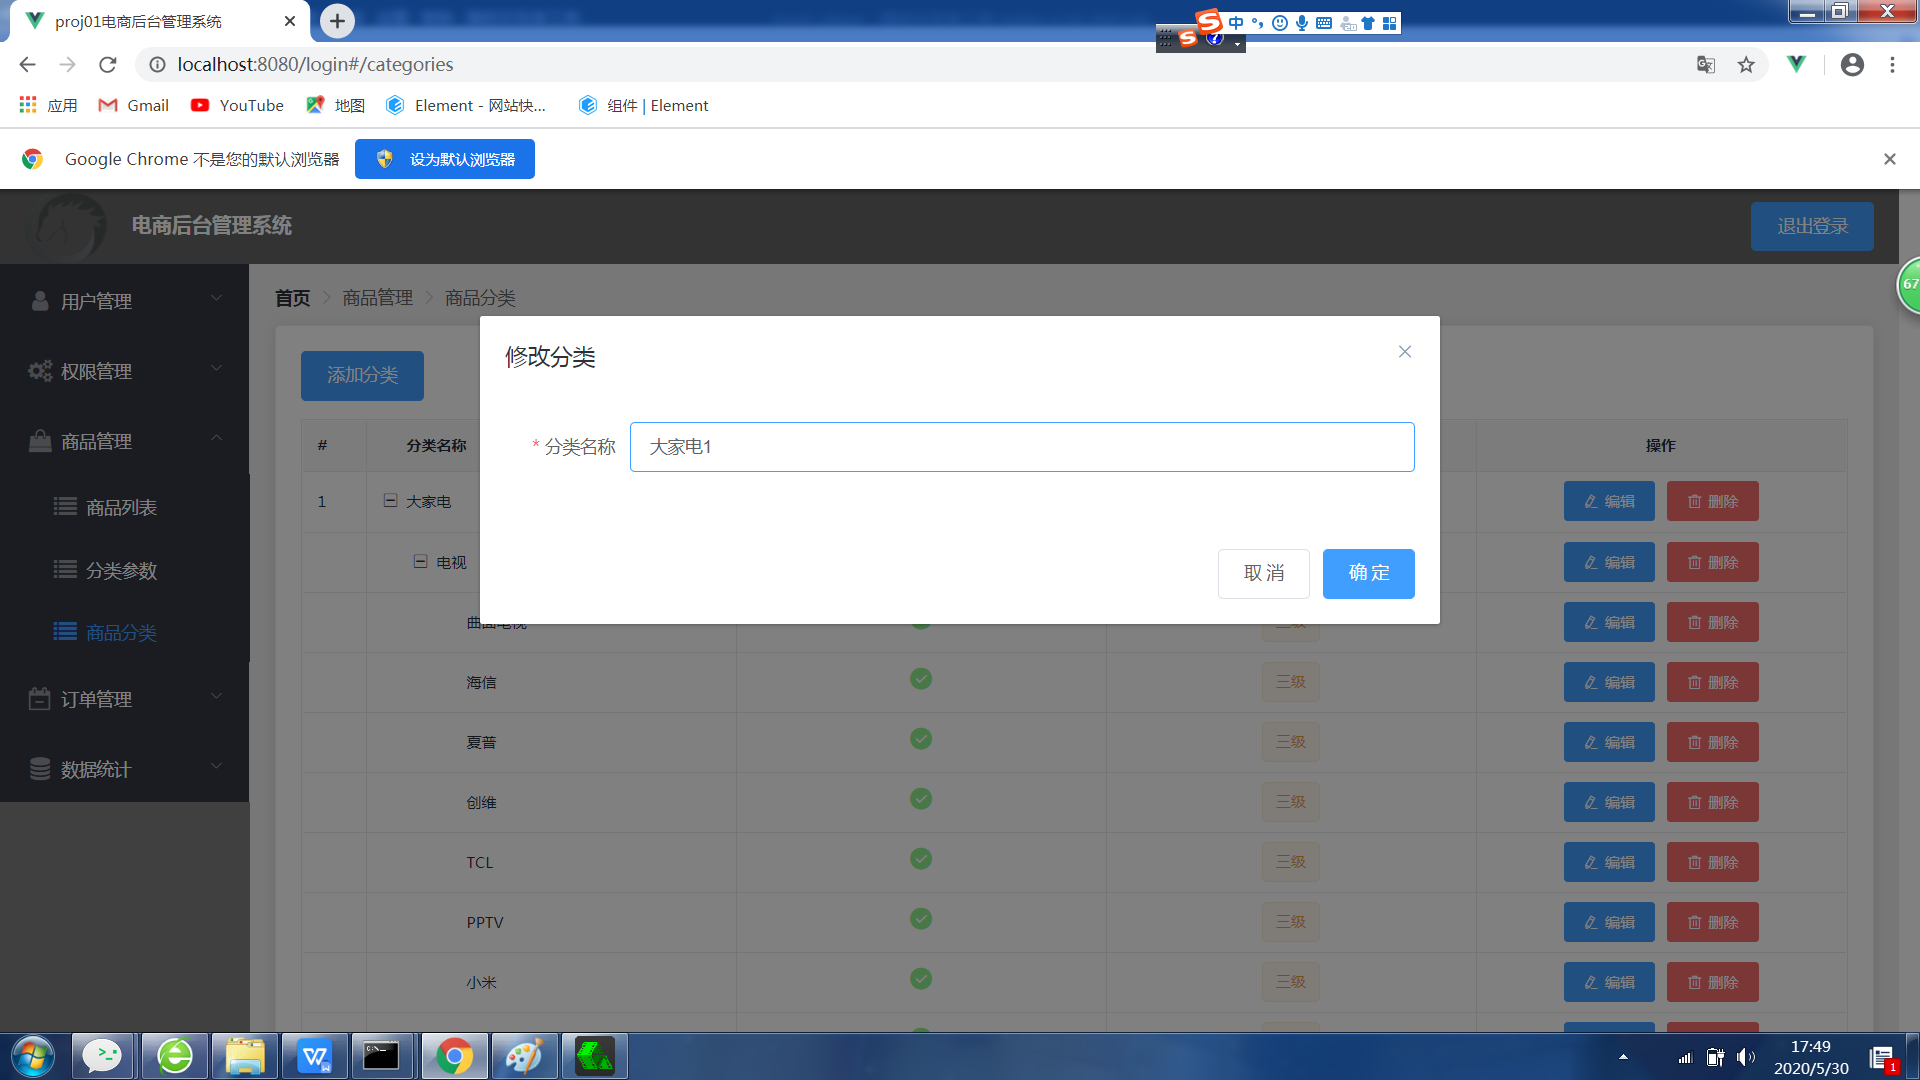 proj01电商后台管理系统
中
localhost:8080/login#/categories
应用
Gmail
YouTube
地图
Element - 网站快...
组件 | Element
Google Chrome 不是您的默认浏览器
设为默认浏览器
电商后台管理系统
退出登录
67
用户管理
权限管理
商品管理
商品列表
分类参数
商品分类
订单管理
数据统计
首页 商品管理 商品分类
添加分类
修改分类
* 分类名称 大家电1
取 消 确 定
# 分类名称 操作
1 大家电 编辑 删除
电视 编辑 删除
曲面电视 三级 编辑 删除
海信 三级 编辑 删除
夏普 三级 编辑 删除
创维 三级 编辑 删除
TCL 三级 编辑 删除
PPTV 三级 编辑 删除
小米 三级 编辑 删除
17:49
2020/5/30
1